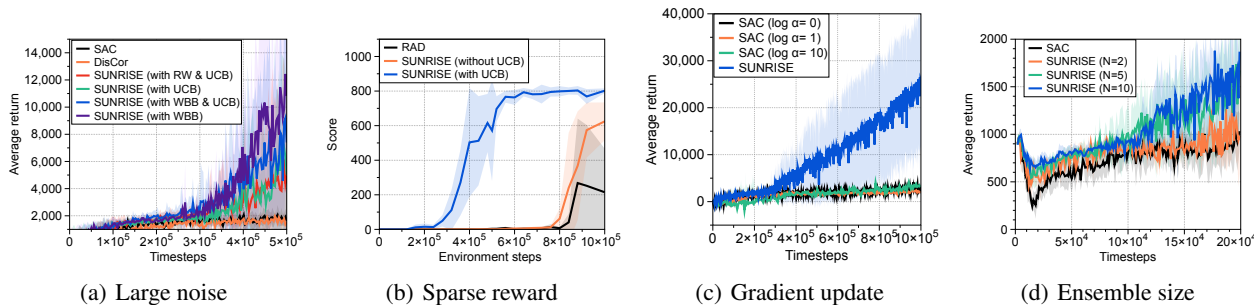 14,000
12,000
10,000
8,000
6,000
4,000
2,000
Average return
SAC
DisCor
SUNRISE (with RW & UCB)
SUNRISE (with UCB)
SUNRISE (with WBB & UCB)
SUNRISE (with WBB)
0 1×10⁵ 2×10⁵ 3×10⁵ 4×10⁵ 5×10⁵
Timesteps
(a) Large noise
1000
800
600
400
200
0
Score
RAD
SUNRISE (without UCB)
SUNRISE (with UCB)
0 2×10⁵ 4×10⁵ 6×10⁵ 8×10⁵ 10×10⁵
Environment steps
(b) Sparse reward
40,000
30,000
20,000
10,000
0
Average return
SAC (log α= 0)
SAC (log α= 1)
SAC (log α= 10)
SUNRISE
0 2×10⁵ 4×10⁵ 6×10⁵ 8×10⁵ 10×10⁵
Timesteps
(c) Gradient update
2000
1500
1000
500
0
Average return
SAC
SUNRISE (N=2)
SUNRISE (N=5)
SUNRISE (N=10)
0 5×10⁴ 10×10⁴ 15×10⁴ 20×10⁴
Timesteps
(d) Ensemble size